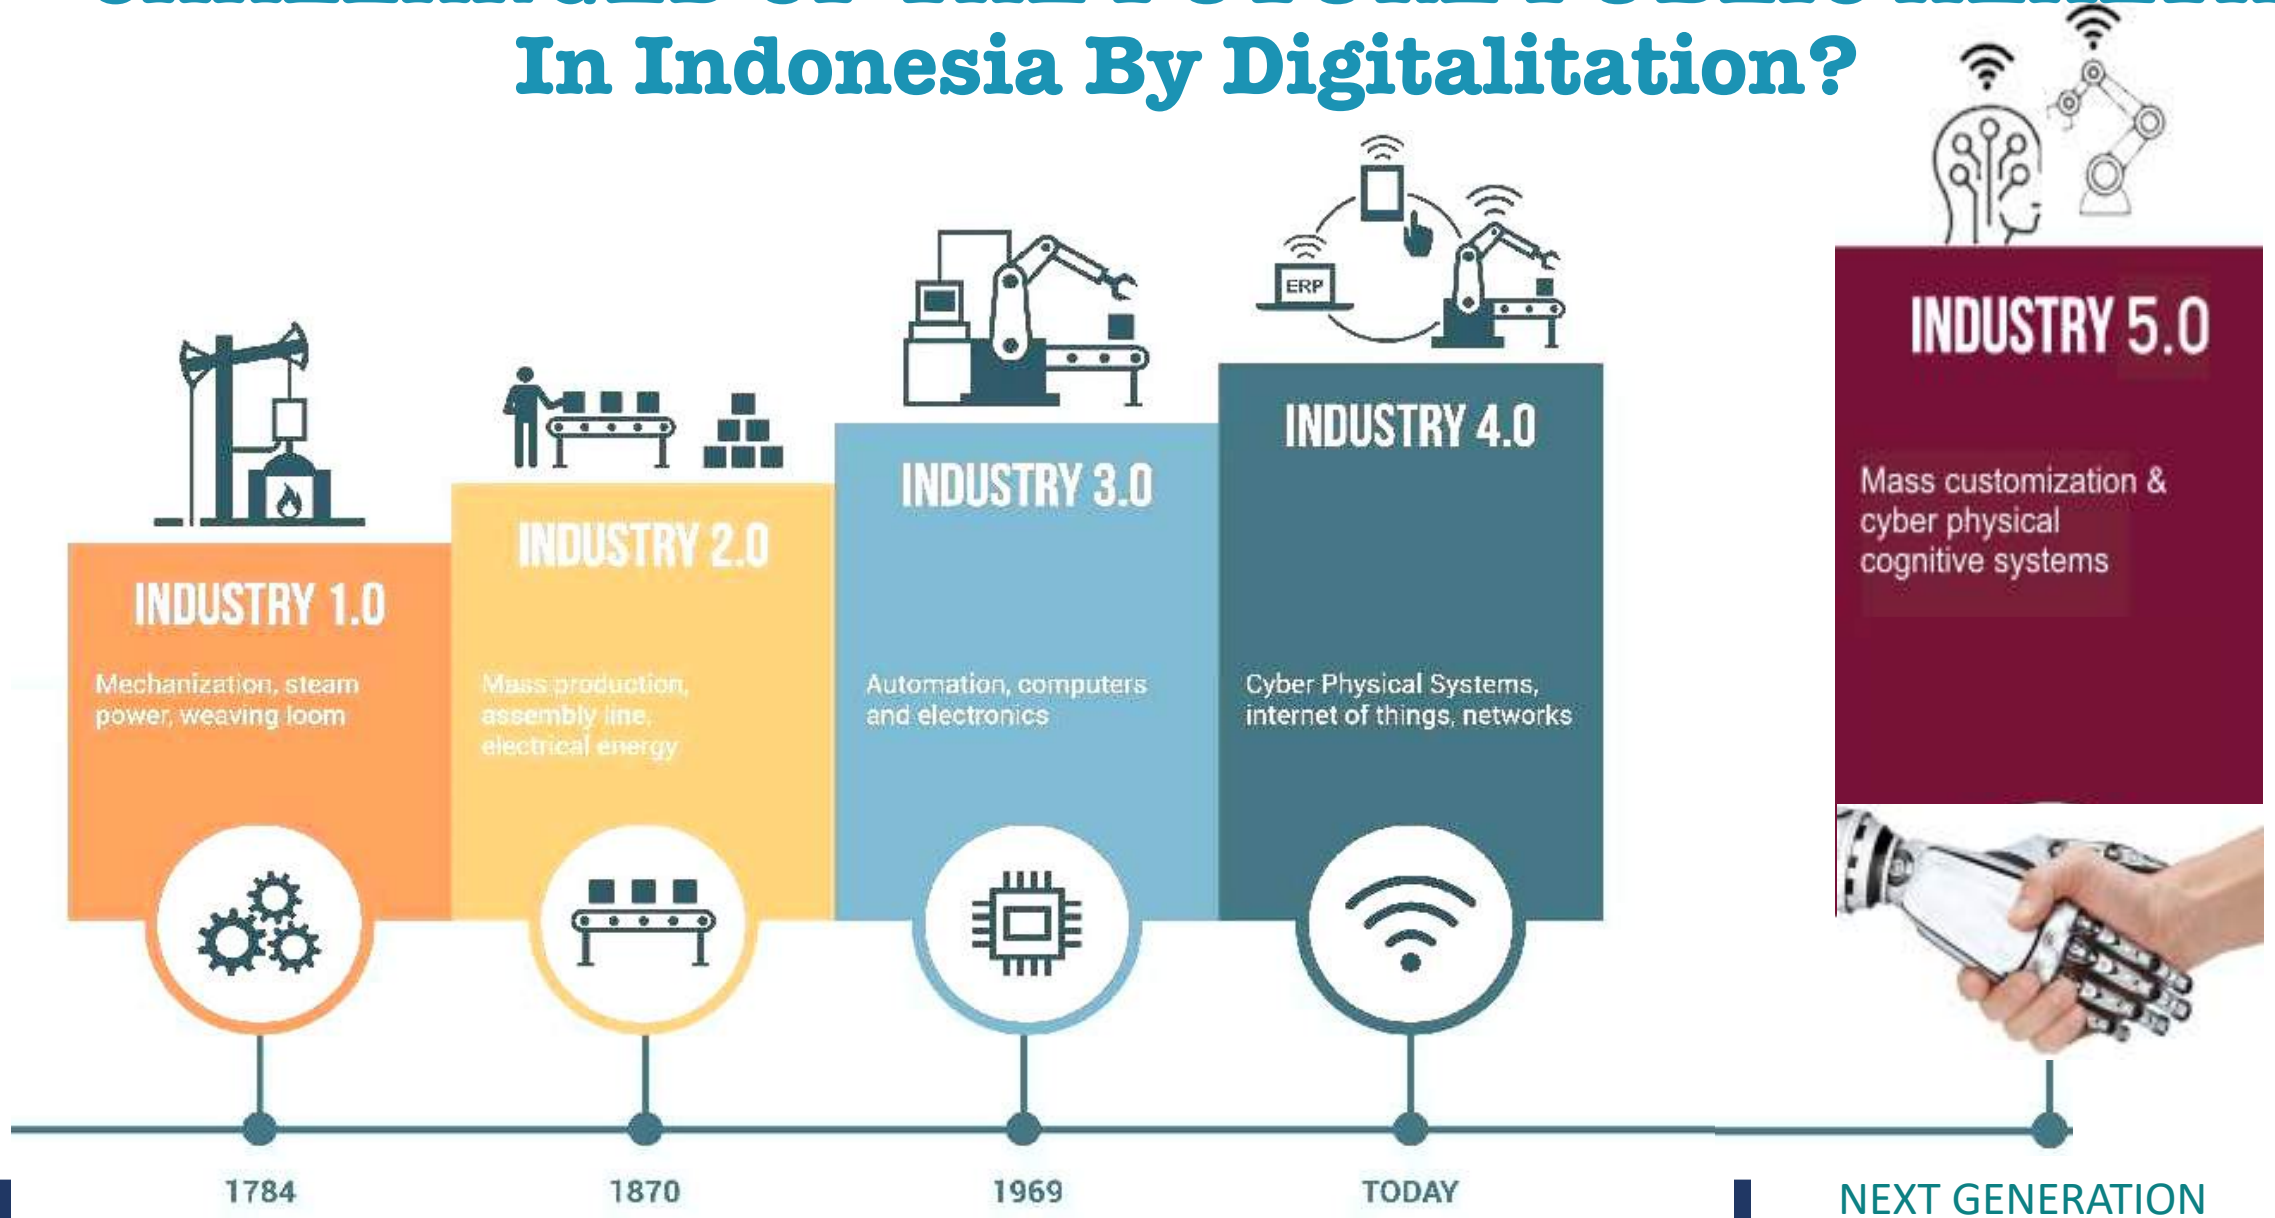 In Indonesia By Digitalitation?
ERP
INDUSTRY 1.0
Mechanization, steam
power, weaving loom
INDUSTRY 2.0
Mass production,
assembly line,
electrical energy
INDUSTRY 3.0
Automation, computers
and electronics
INDUSTRY 4.0
Cyber Physical Systems,
internet of things, networks
INDUSTRY 5.0
Mass customization &
cyber physical
cognitive systems
1784
1870
1969
TODAY
NEXT GENERATION